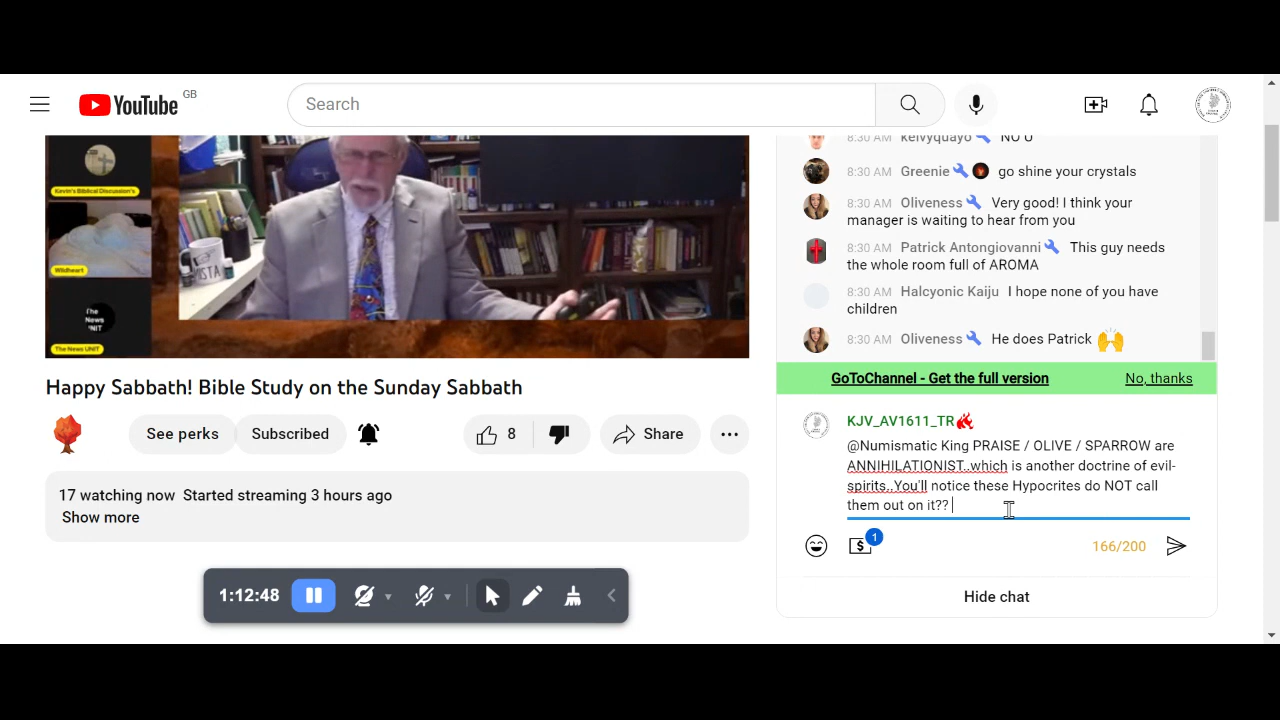 YouTube GB
Search
8:30 AM kelvyquayo NO U
8:30 AM Greenie go shine your crystals
8:30 AM Oliveness Very good! I think your
manager is waiting to hear from you
8:30 AM Patrick Antongiovanni This guy needs
the whole room full of AROMA
8:30 AM Halcyonic Kaiju I hope none of you have
children
8:30 AM Oliveness He does Patrick
GoToChannel - Get the full version No, thanks
KJV_AV1611_TR
@Numismatic King PRAISE / OLIVE / SPARROW are
ANNIHILATIONIST..which is another doctrine of evil-
spirits..You'll notice these Hypocrites do NOT call
them out on it??
1 166/200
Hide chat
Kevin's Biblical Discussion's
Wildheart
The
News
UNIT
The News UNIT
VISTA
Happy Sabbath! Bible Study on the Sunday Sabbath
See perks Subscribed 8 Share
17 watching now Started streaming 3 hours ago
Show more
1:12:48